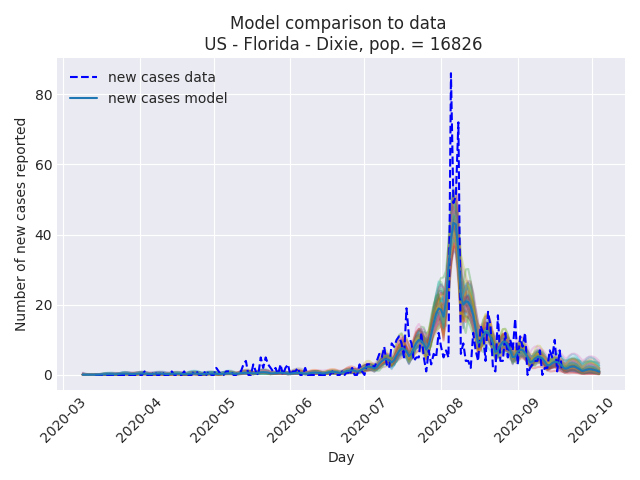 Model comparison to data
US - Florida - Dixie, pop. = 16826
new cases data
new cases model
Number of new cases reported
80
60
40
20
0
2020-03
2020-04
2020-05
2020-06
2020-07
2020-08
2020-09
2020-10
Day